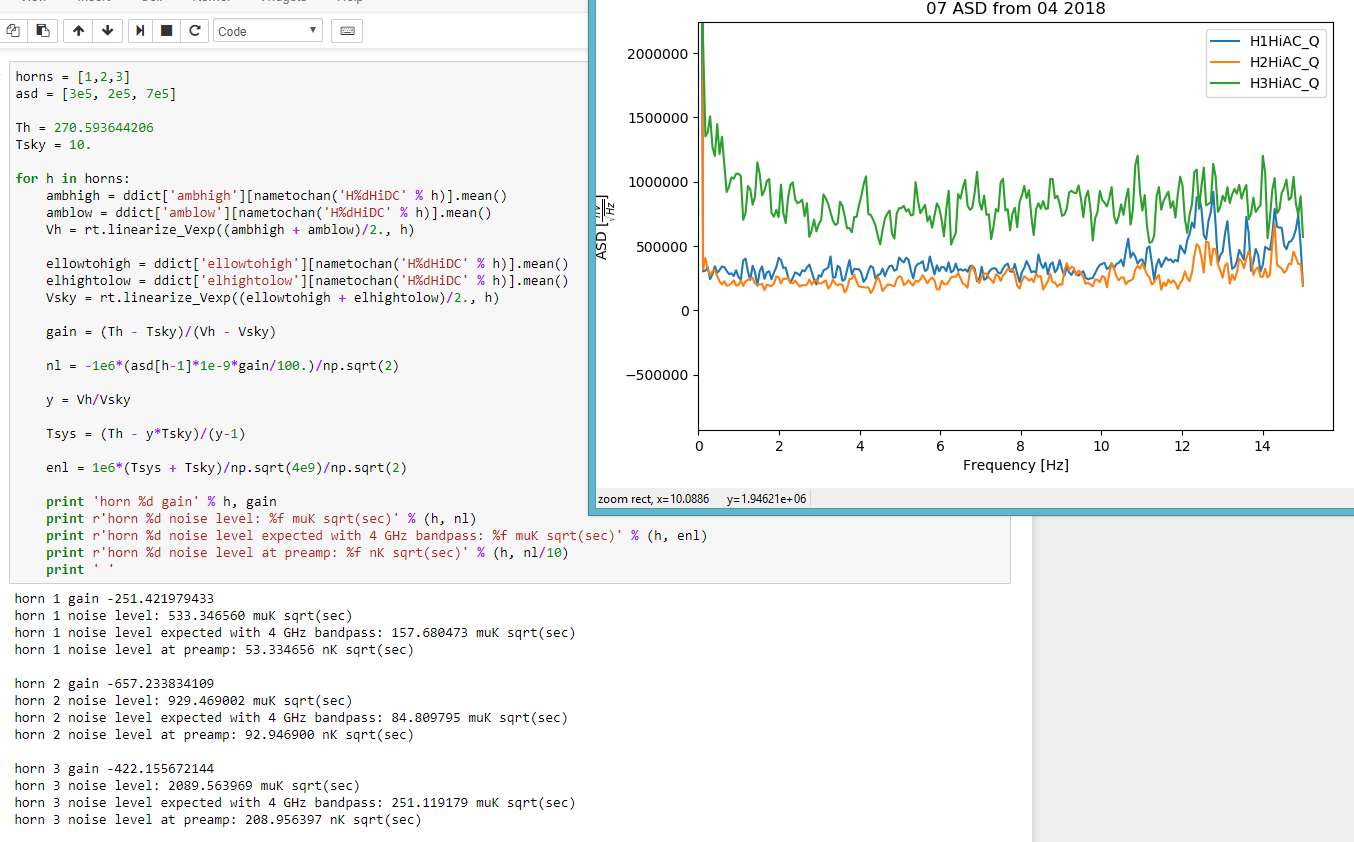 Code
horns = [1,2,3]
asd = [3e5, 2e5, 7e5]
Th = 270.593644206
Tsky = 10.
for h in horns:
ambhigh = ddict['ambhigh'][nametochan('H%dHiDC' % h)].mean()
amblow = ddict['amblow'][nametochan('H%dHiDC' % h)].mean()
Vh = rt.linearize_Vexp((ambhigh + amblow)/2., h)
ellowtohigh = ddict['ellowtohigh'][nametochan('H%dHiDC' % h)].mean()
elhightolow = ddict['elhightolow'][nametochan('H%dHiDC' % h)].mean()
Vsky = rt.linearize_Vexp((ellowtohigh + elhightolow)/2., h)
gain = (Th - Tsky)/(Vh - Vsky)
nl = -1e6*(asd[h-1]*1e-9*gain/100.)/np.sqrt(2)
y = Vh/Vsky
Tsys = (Th - y*Tsky)/(y-1)
enl = 1e6*(Tsys + Tsky)/np.sqrt(4e9)/np.sqrt(2)
print 'horn %d gain' % h, gain
print r'horn %d noise level: %f muK sqrt(sec)' % (h, nl)
print r'horn %d noise level expected with 4 GHz bandpass: %f muK sqrt(sec)' % (h, enl)
print r'horn %d noise level at preamp: %f nK sqrt(sec)' % (h, nl/10)
print ' '
horn 1 gain -251.421979433
horn 1 noise level: 533.346560 muK sqrt(sec)
horn 1 noise level expected with 4 GHz bandpass: 157.680473 muK sqrt(sec)
horn 1 noise level at preamp: 53.334656 nK sqrt(sec)
horn 2 gain -657.233834109
horn 2 noise level: 929.469002 muK sqrt(sec)
horn 2 noise level expected with 4 GHz bandpass: 84.809795 muK sqrt(sec)
horn 2 noise level at preamp: 92.946900 nK sqrt(sec)
horn 3 gain -422.155672144
horn 3 noise level: 2089.563969 muK sqrt(sec)
horn 3 noise level expected with 4 GHz bandpass: 251.119179 muK sqrt(sec)
horn 3 noise level at preamp: 208.956397 nK sqrt(sec)
07 ASD from 04 2018
H1HiAC_Q
H2HiAC_Q
H3HiAC_Q
2000000
1500000
1000000
500000
0
−500000
ASD
0 2 4 6 8 10 12 14
Frequency [Hz]
zoom rect, x=10.0886 y=1.94621e+06